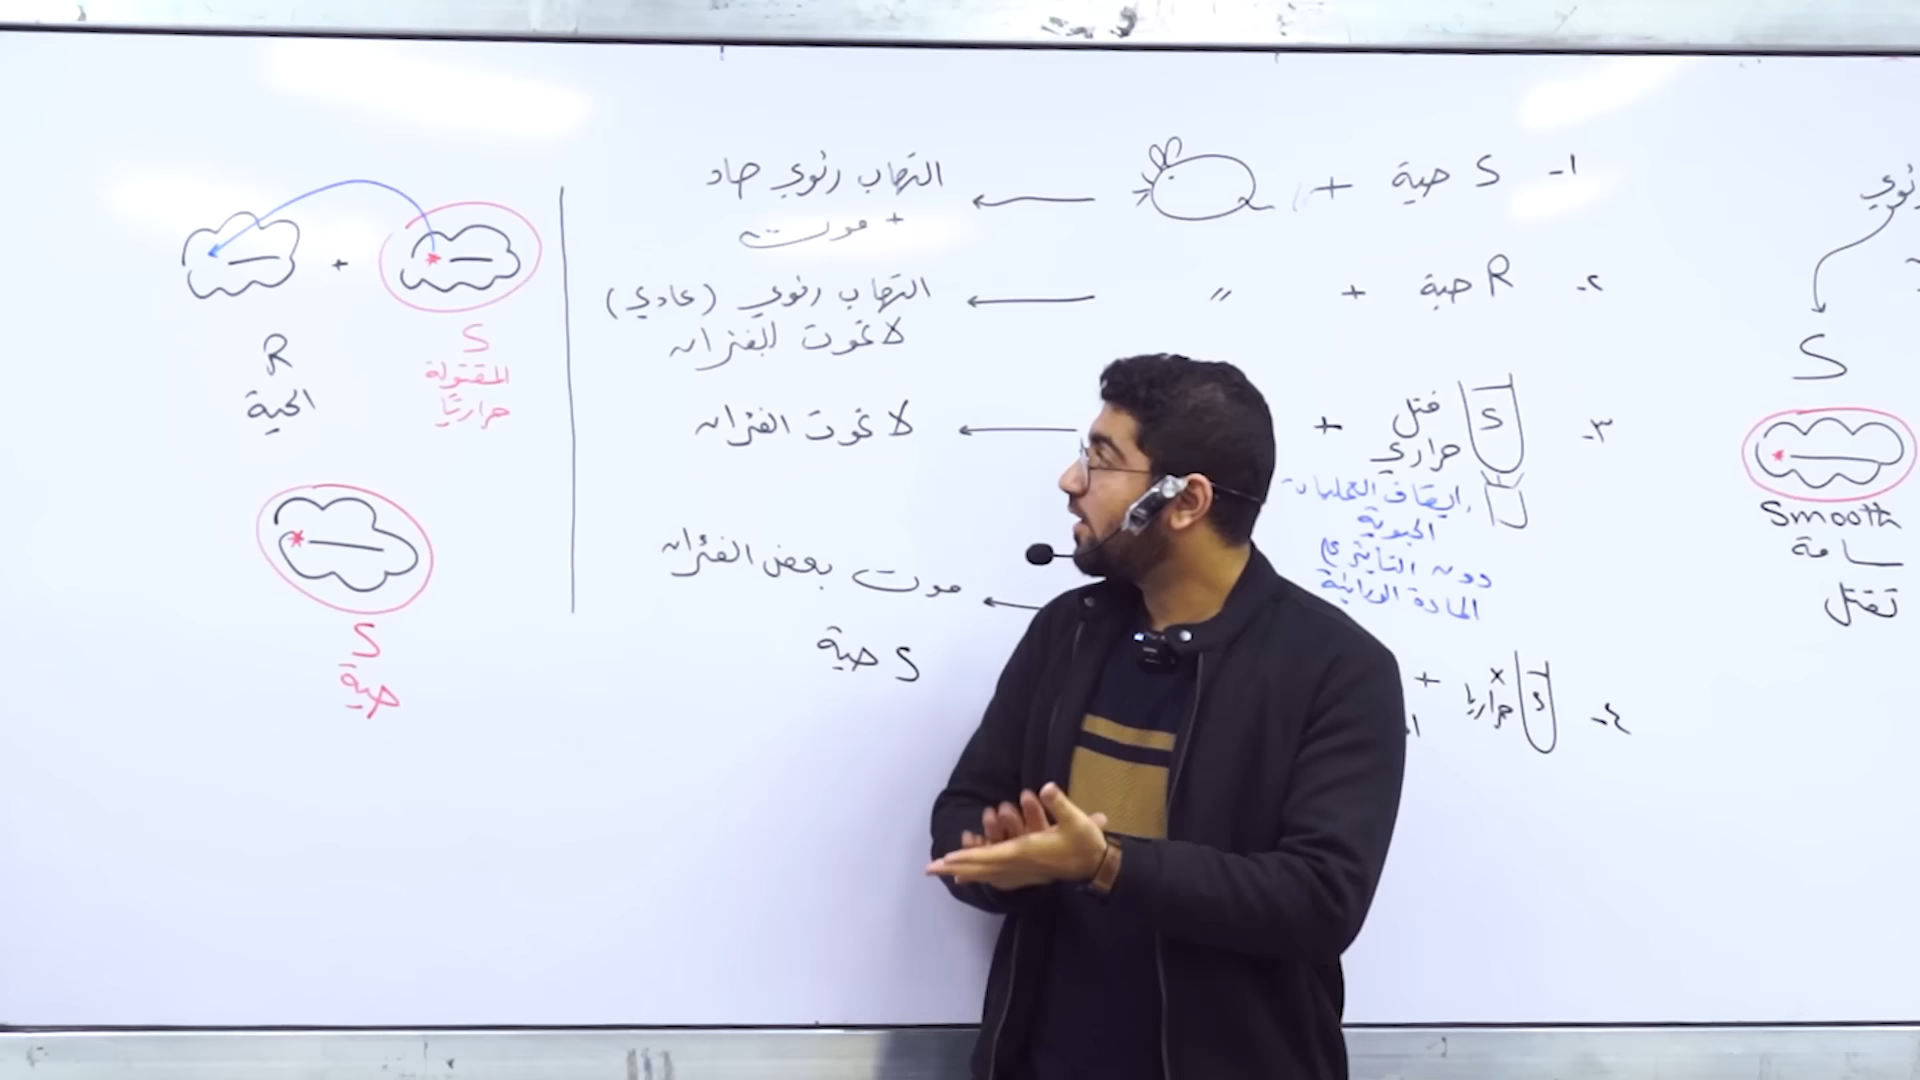 رئوي
S
Smooth
سامة
تقتل
١- S حية +
التهاب رئوي حاد
+ موت
٢- R حية + 〃
التهاب رئوي (عادي)
لا تموت الفئران
٣- S قتل حراري +
لا تموت الفئران
إيقاف العمليات
الحيوية
دون التأثير ع
المادة الوراثية
٤- S x حراريا +
موت بعض الفئران
S حية
+
S
المقتولة
حراريًا
R
الحية
S
حية